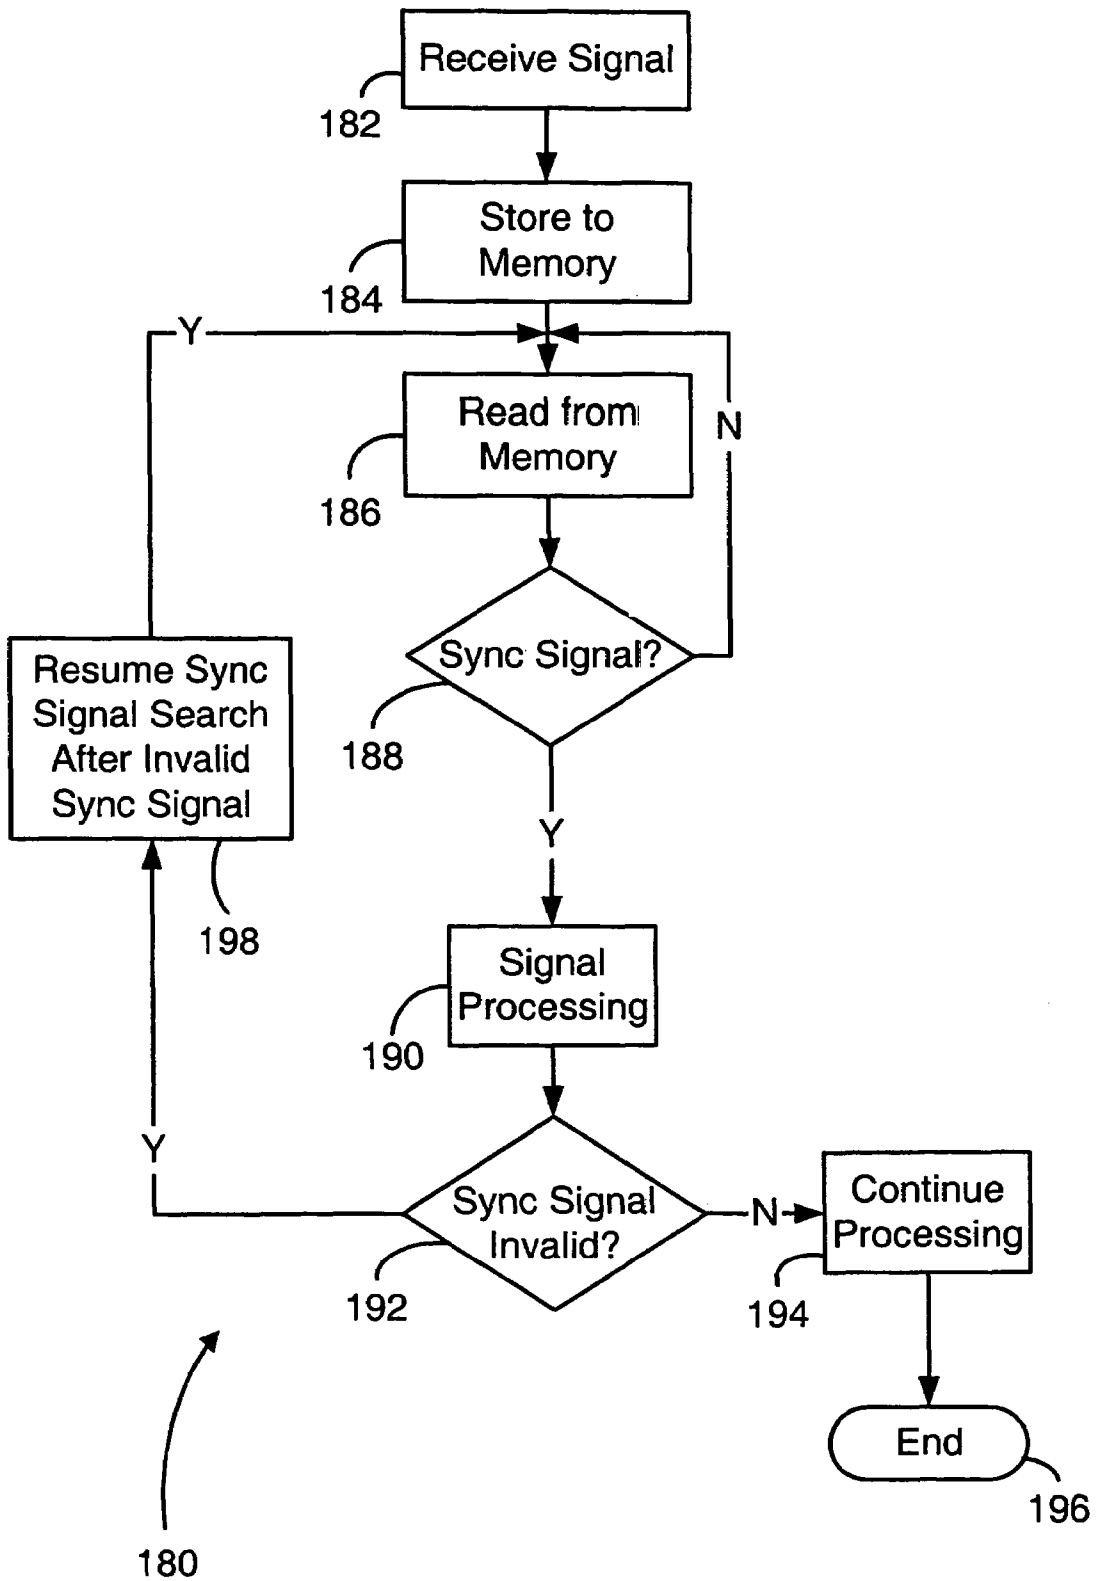 Receive Signal
182
Store to
Memory
184
Y
Read from
Memory
N
186
Sync Signal?
188
Resume Sync
Signal Search
After Invalid
Sync Signal
198
Y
Signal
Processing
190
Y
Sync Signal
Invalid?
192
N
Continue
Processing
194
End
196
180